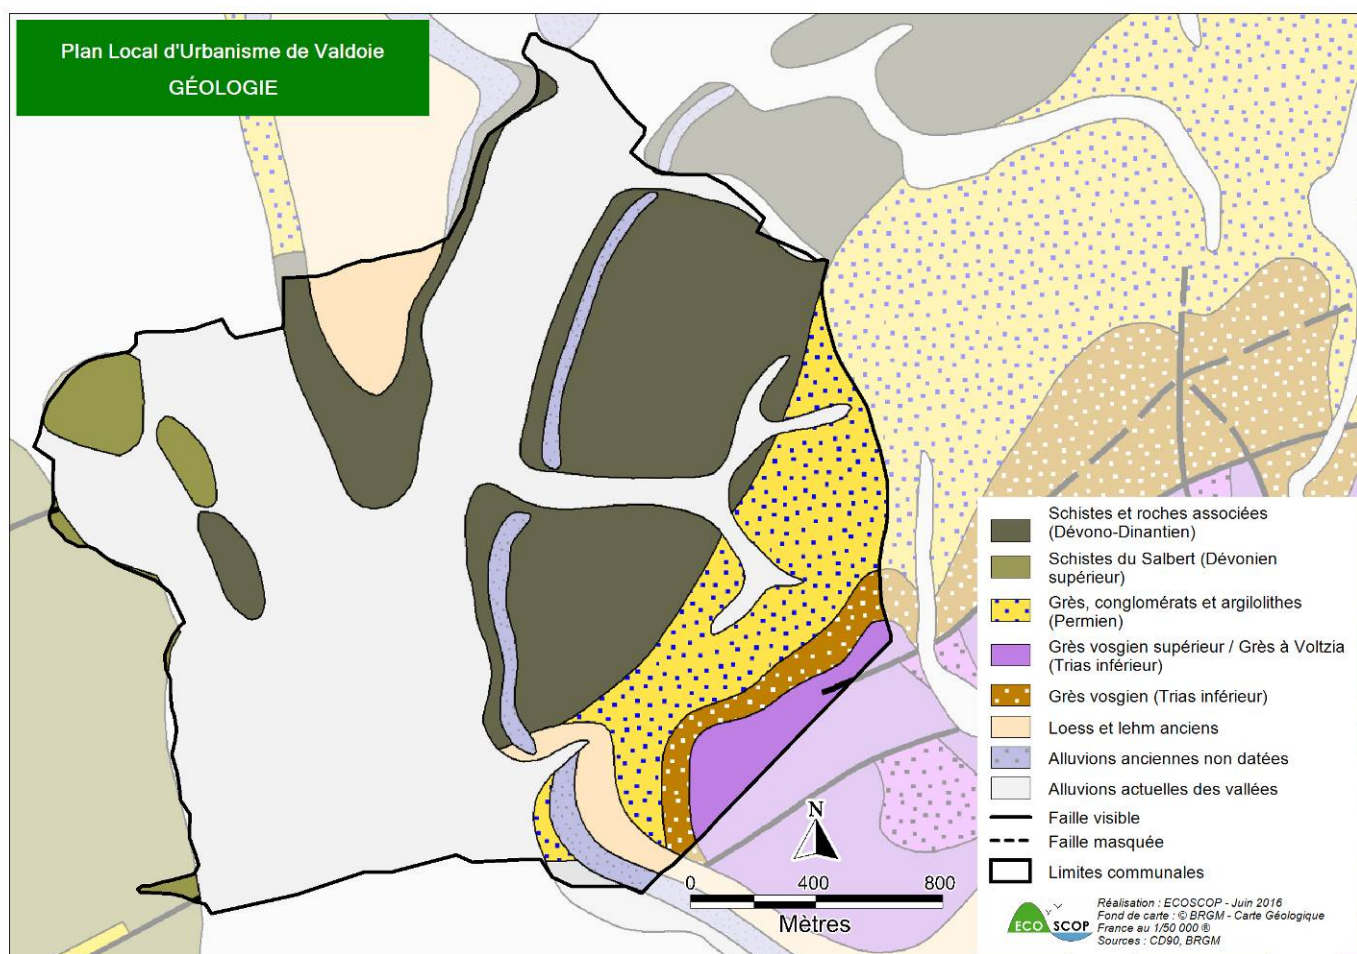 Plan Local d'Urbanisme de Valdoie
GÉOLOGIE
Schistes et roches associées
(Dévono-Dinantien)
Schistes du Salbert (Dévonien
supérieur)
Grès, conglomérats et argilolithes
(Permien)
Grès vosgien supérieur / Grès à Voltzia
(Trias inférieur)
Grès vosgien (Trias inférieur)
Loess et lehm anciens
Alluvions anciennes non datées
Alluvions actuelles des vallées
Faille visible
Faille masquée
Limites communales
N
0 400 800
Mètres
ECO SCOP
Réalisation : ECOSCOP - Juin 2016
Fond de carte : © BRGM - Carte Géologique
France au 1/50 000 ®
Sources : CD90, BRGM